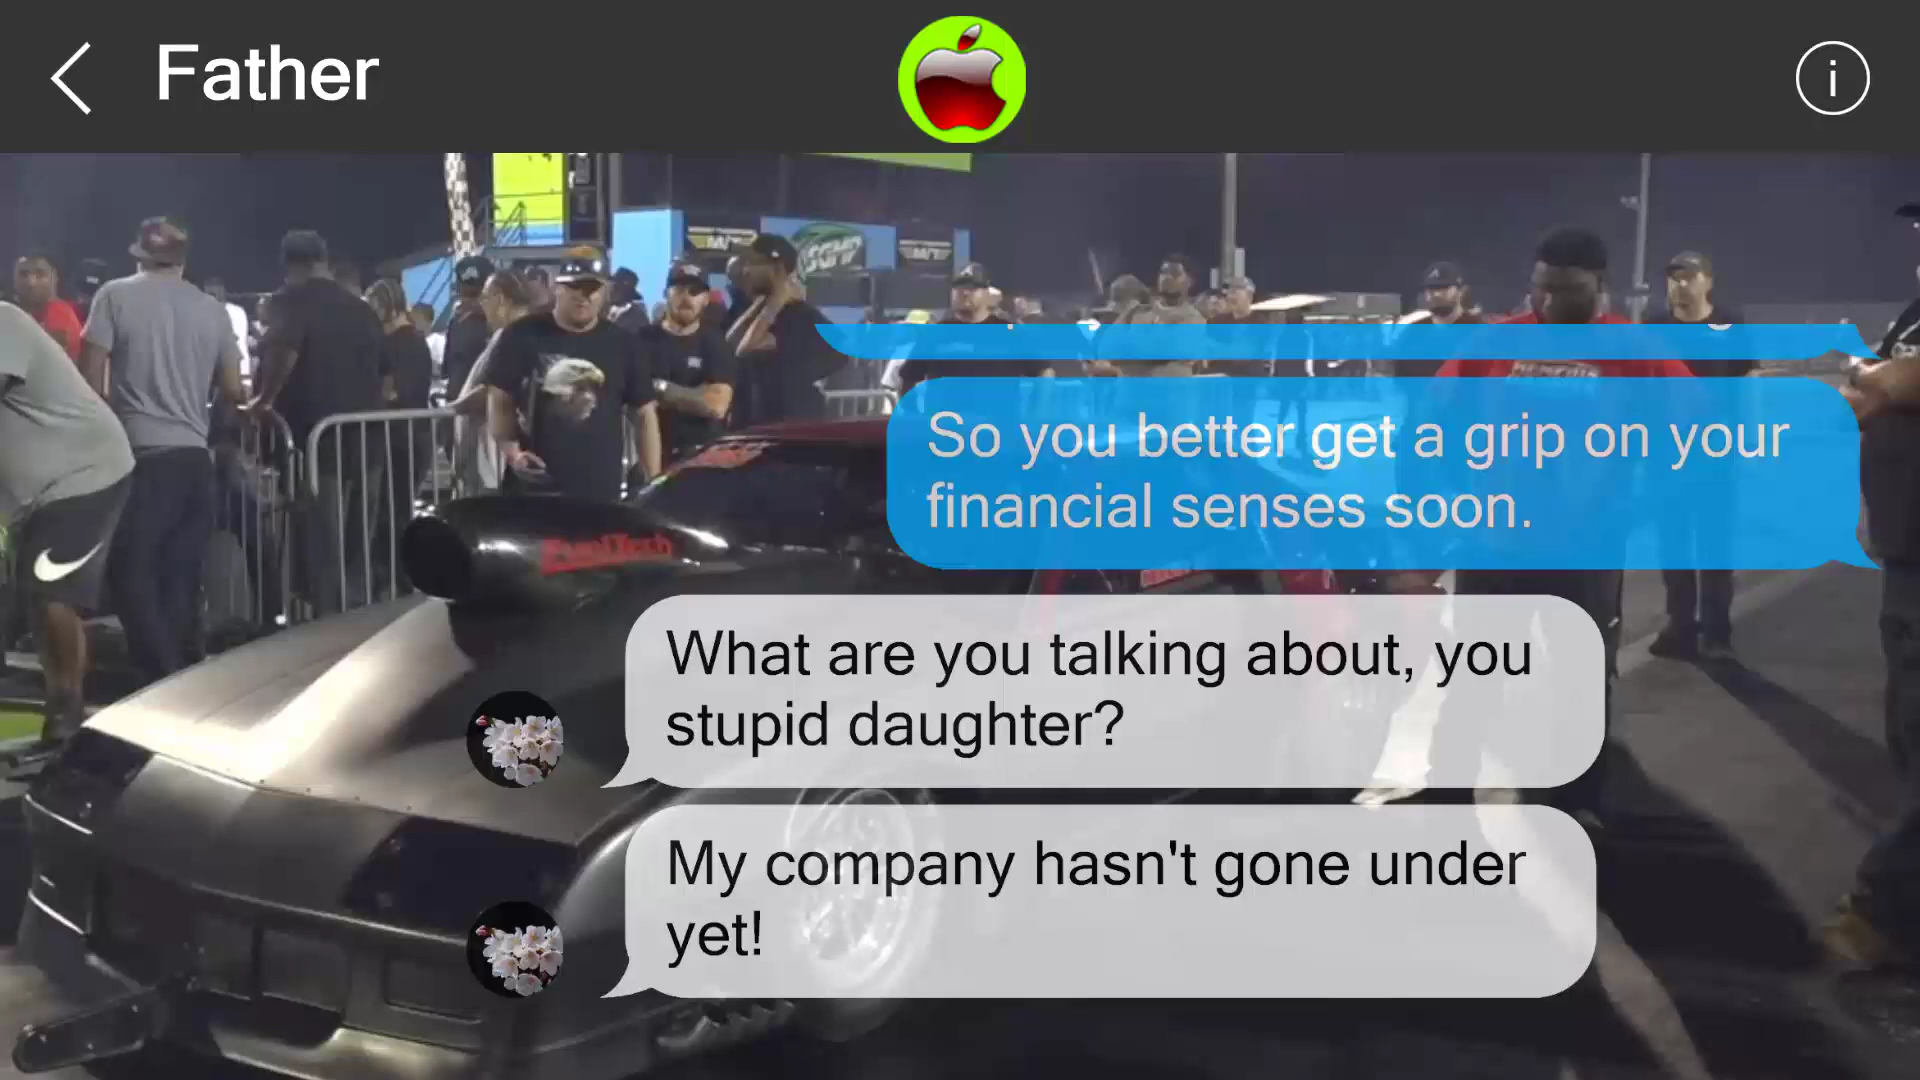 Father
i
SGMP
So you better get a grip on your
financial senses soon.
What are you talking about, you
stupid daughter?
My company hasn't gone under
yet!